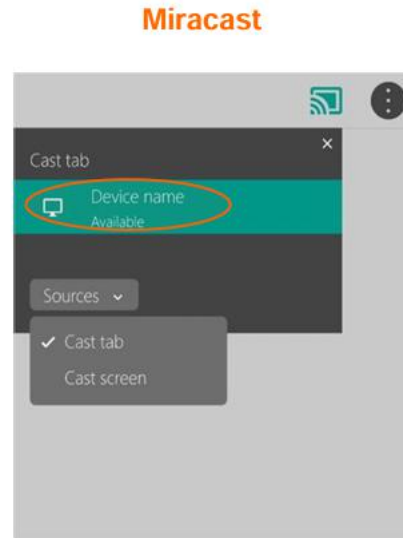 Miracast
Cast tab
Device name
Available
Sources
Cast tab
Cast screen